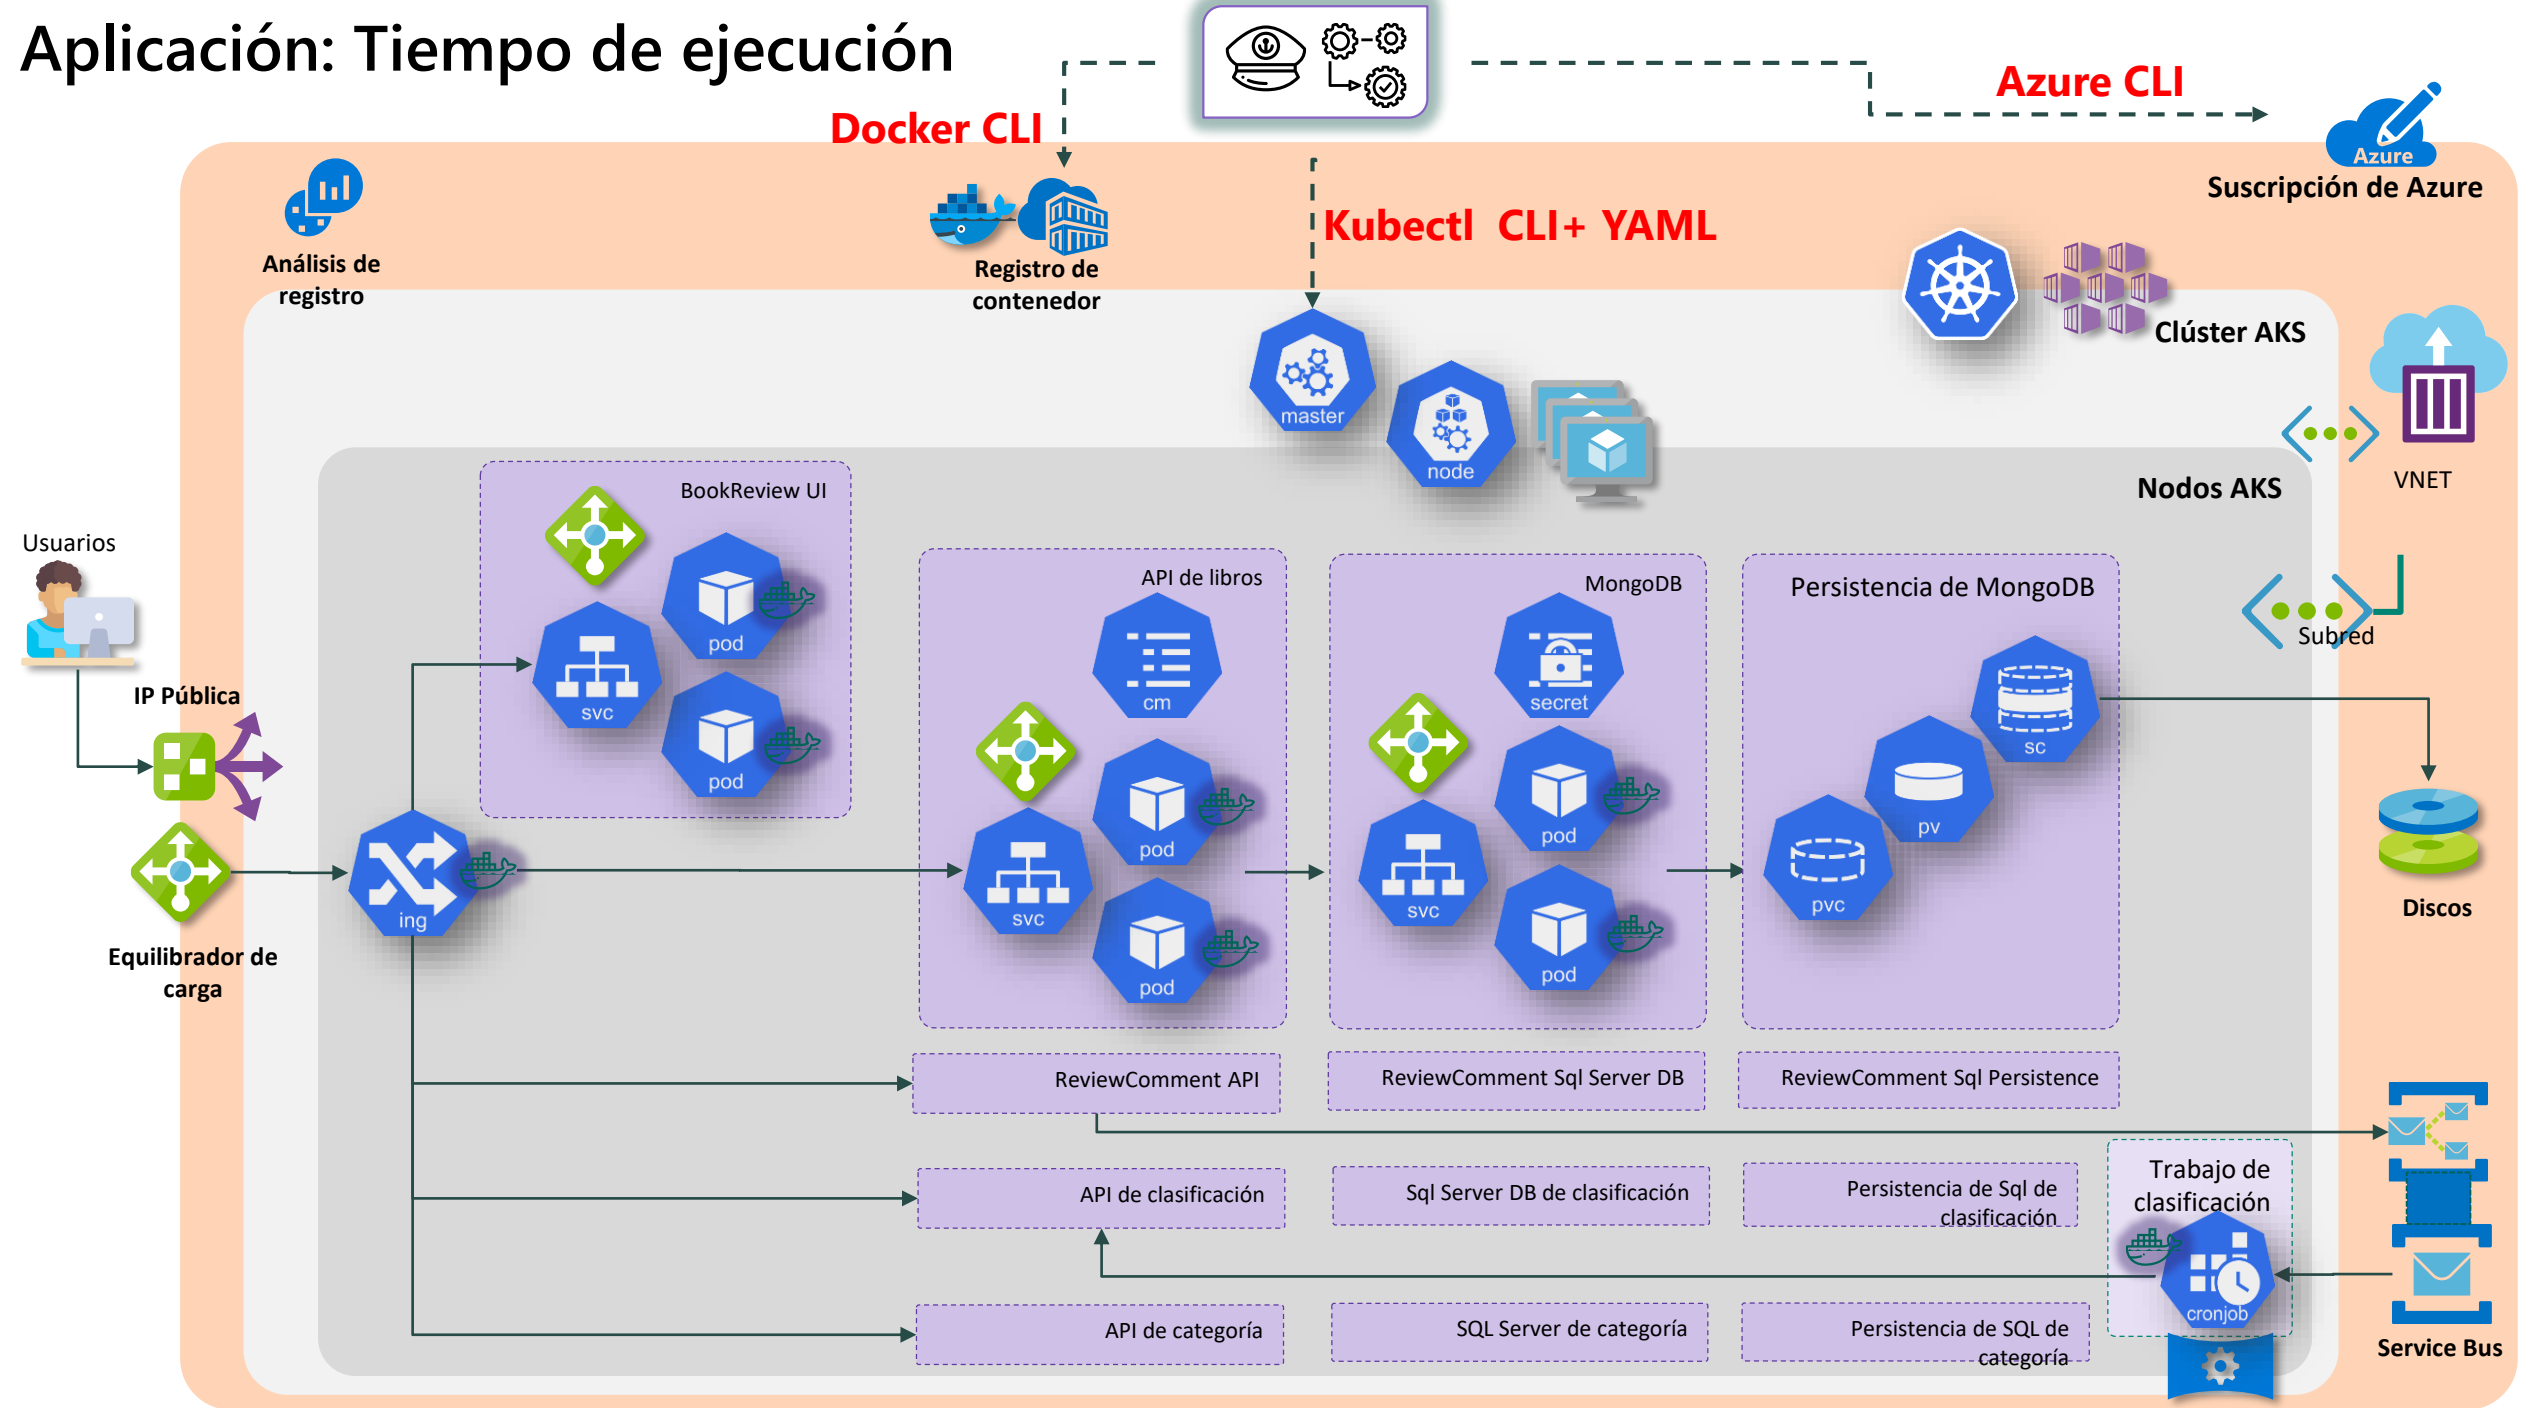 Aplicación: Tiempo de ejecución
Docker CLI
Azure CLI
Azure
Suscripción de Azure
Kubectl CLI+ YAML
Análisis de
registro
Registro de
contenedor
Clúster AKS
master
node
VNET
Nodos AKS
Subred
Usuarios
IP Pública
Equilibrador de
carga
ing
BookReview UI
pod
svc
pod
API de libros
cm
pod
svc
pod
MongoDB
secret
pod
svc
pod
Persistencia de MongoDB
sc
pv
pvc
Discos
ReviewComment API
ReviewComment Sql Server DB
ReviewComment Sql Persistence
API de clasificación
Sql Server DB de clasificación
Persistencia de Sql de
clasificación
Trabajo de
clasificación
cronjob
API de categoría
SQL Server de categoría
Persistencia de SQL de
categoría
Service Bus